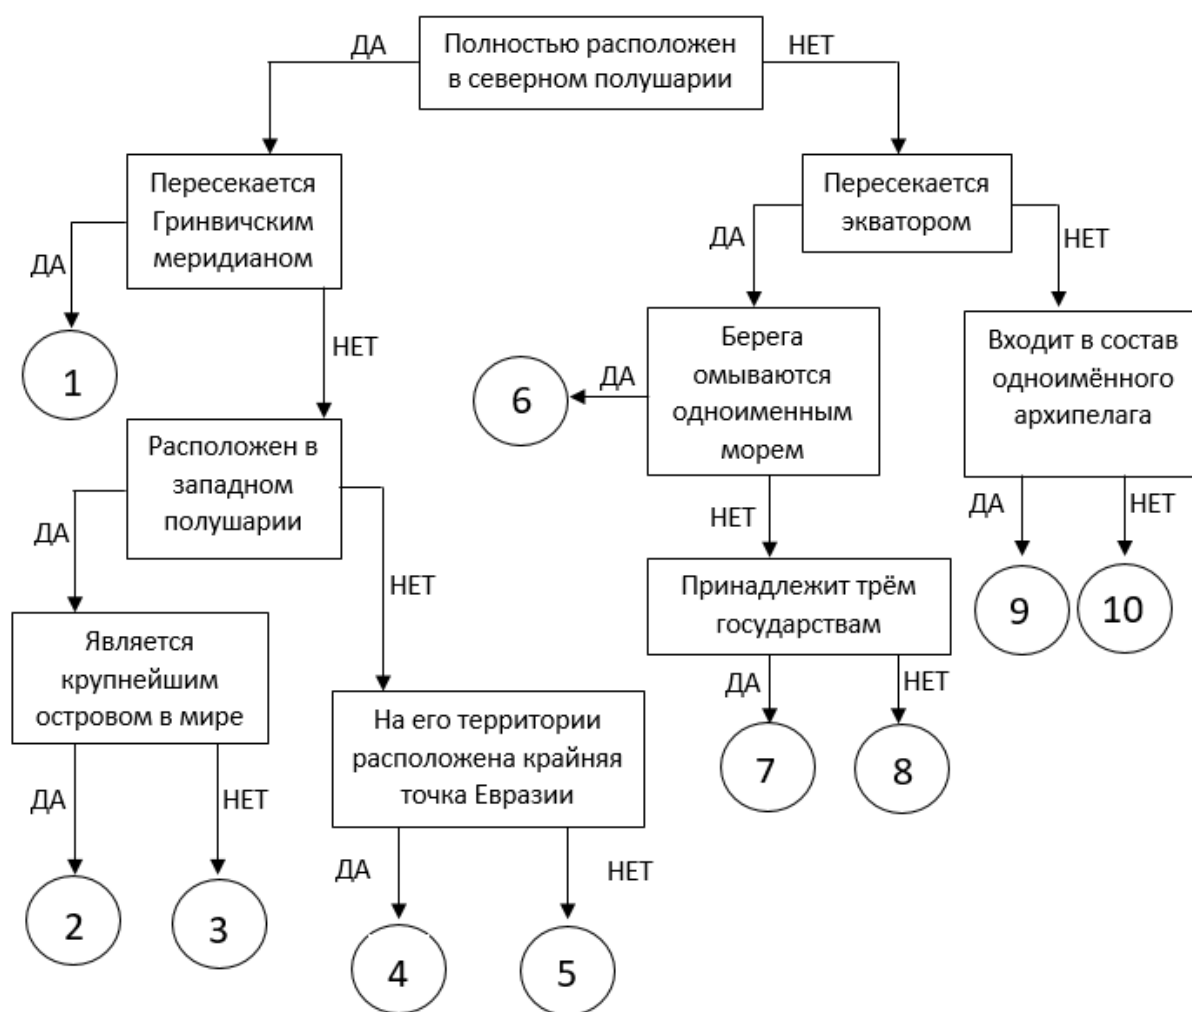 Полностью расположен
в северном полушарии
ДА
НЕТ
Пересекается
Гринвичским
меридианом
Пересекается
экватором
ДА
НЕТ
ДА
НЕТ
1
Расположен в
западном
полушарии
Берега
омываются
одноименным
морем
Входит в состав
одноимённого
архипелага
ДА
6
ДА
НЕТ
НЕТ
ДА
НЕТ
Является
крупнейшим
островом в мире
На его территории
расположена крайняя
точка Евразии
Принадлежит трём
государствам
9
10
ДА
НЕТ
ДА
НЕТ
7
8
ДА
НЕТ
2
3
4
5